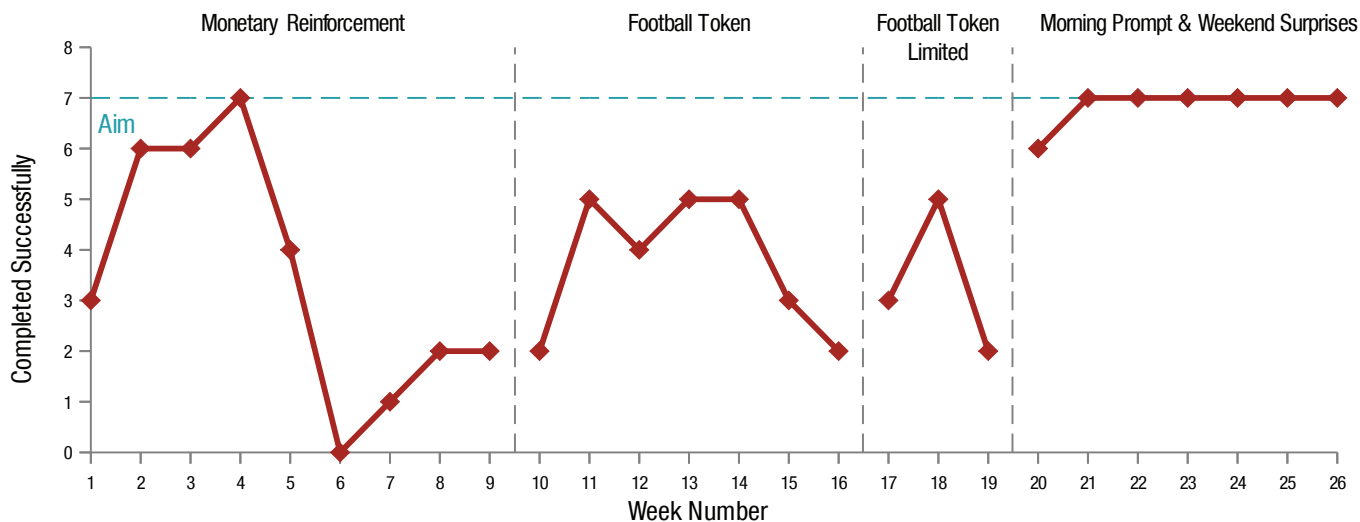 Monetary Reinforcement
Football Token
Football Token
Limited
Morning Prompt & Weekend Surprises
Completed Successfully
8
7
6
5
4
3
2
1
0
Aim
1 2 3 4 5 6 7 8 9 10 11 12 13 14 15 16 17 18 19 20 21 22 23 24 25 26
Week Number